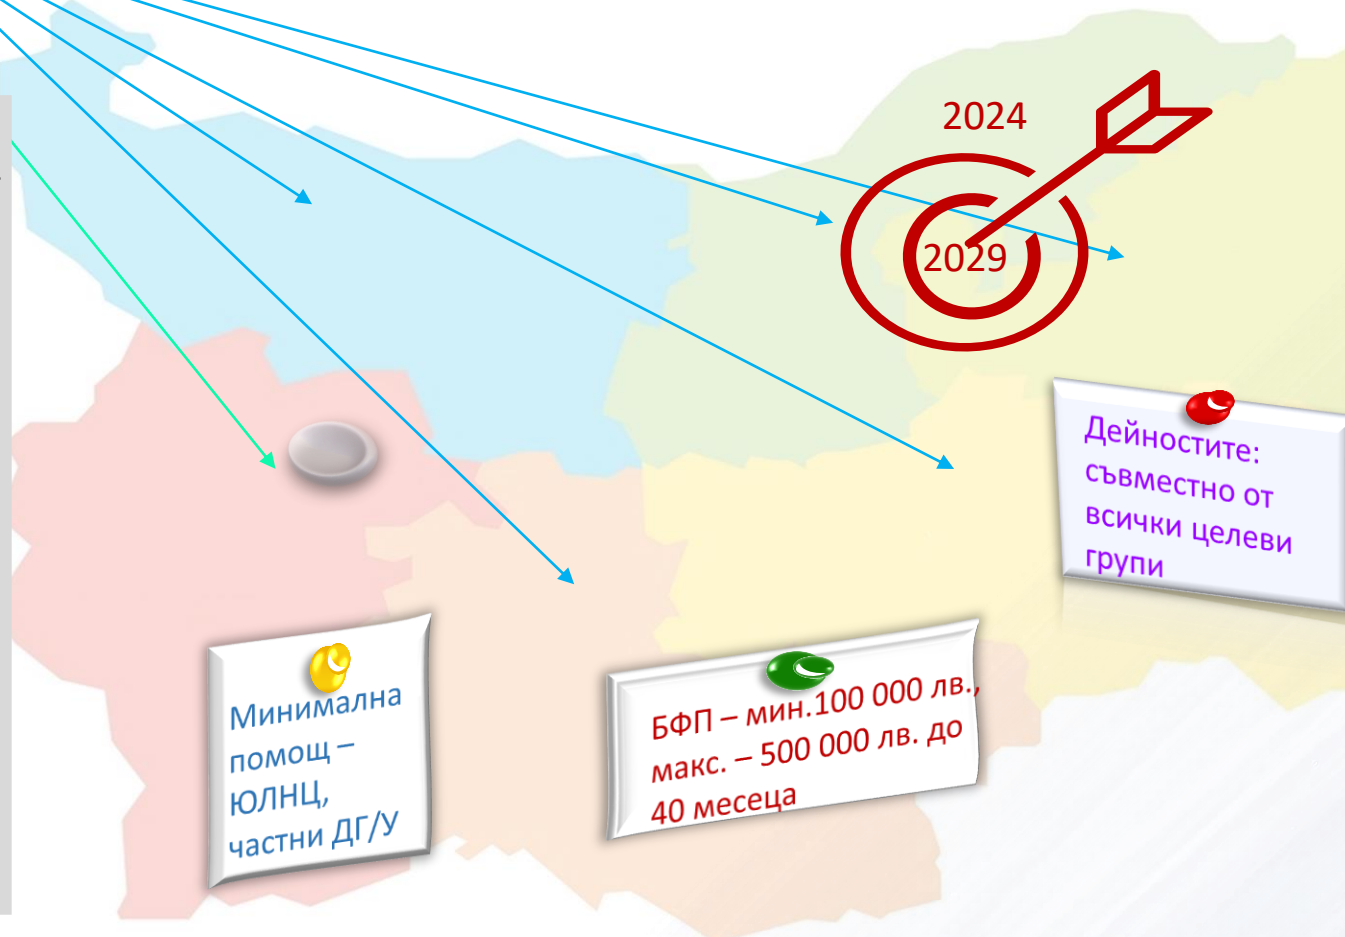 2024
2029
Дейностите:
съвместно от
всички целеви
групи
Минимална
помощ –
ЮЛНЦ,
частни ДГ/У
БФП – мин.100 000 лв.,
макс. – 500 000 лв. до
40 месеца